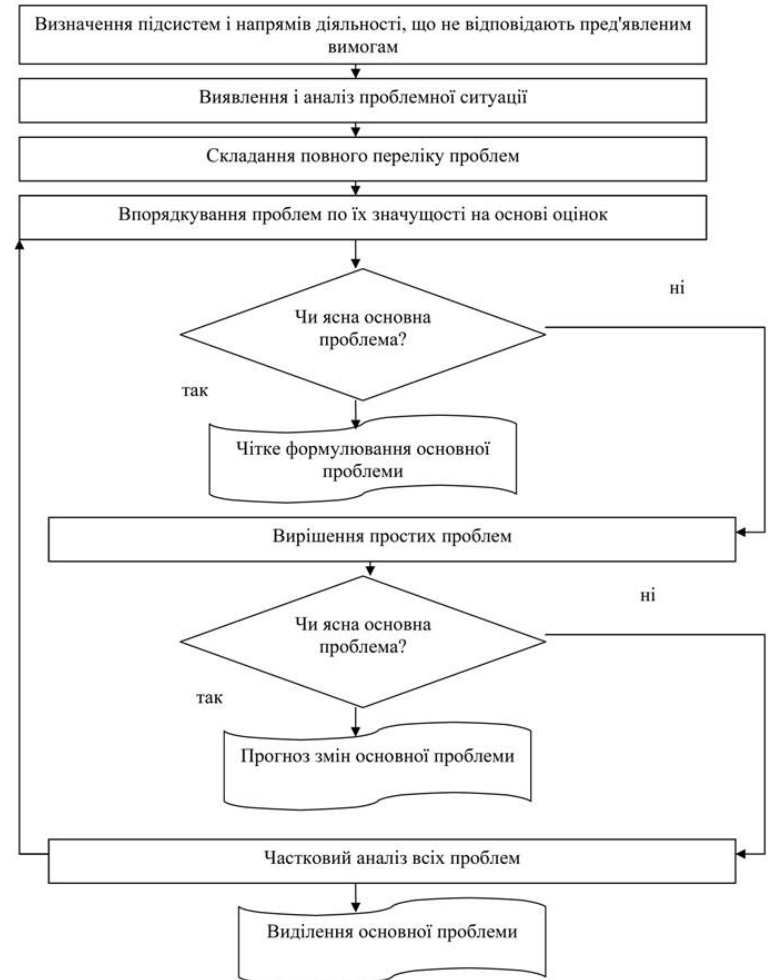 Визначення підсистем і напрямів діяльності, що не відповідають пред'явленим
вимогам
Виявлення і аналіз проблемної ситуації
Складання повного переліку проблем
Впорядкування проблем по їх значущості на основі оцінок
ні
Чи ясна основна
проблема?
так
Чітке формулювання основної
проблеми
Вирішення простих проблем
ні
Чи ясна основна
проблема?
так
Прогноз змін основної проблеми
Частковий аналіз всіх проблем
Виділення основної проблеми